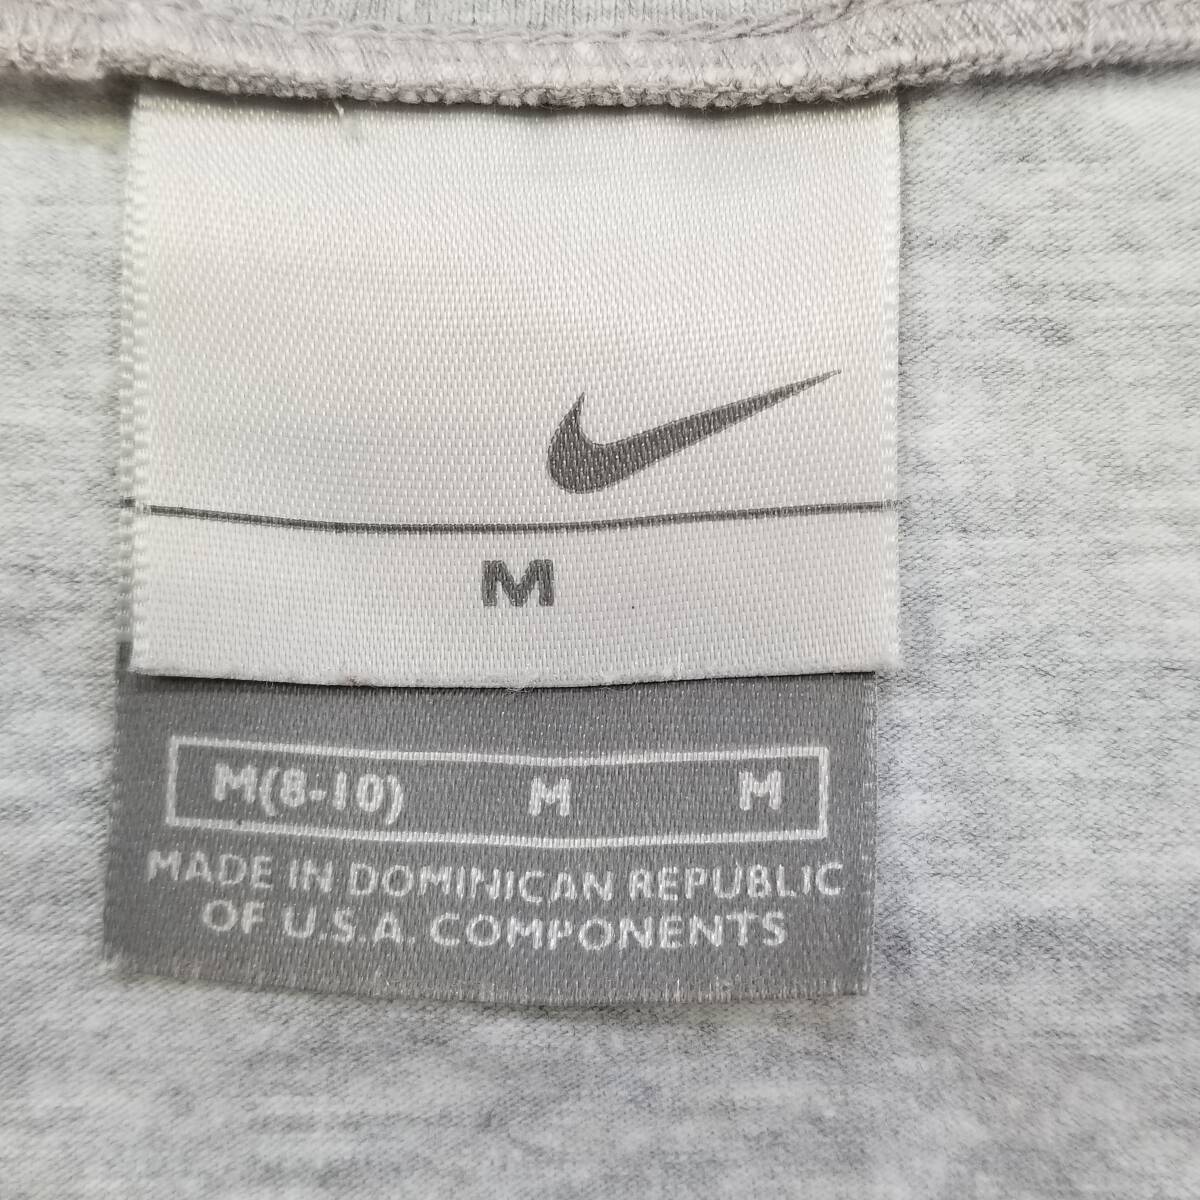 M
M(8-10) M M
MADE IN DOMINICAN REPUBLIC
OF U.S.A. COMPONENTS